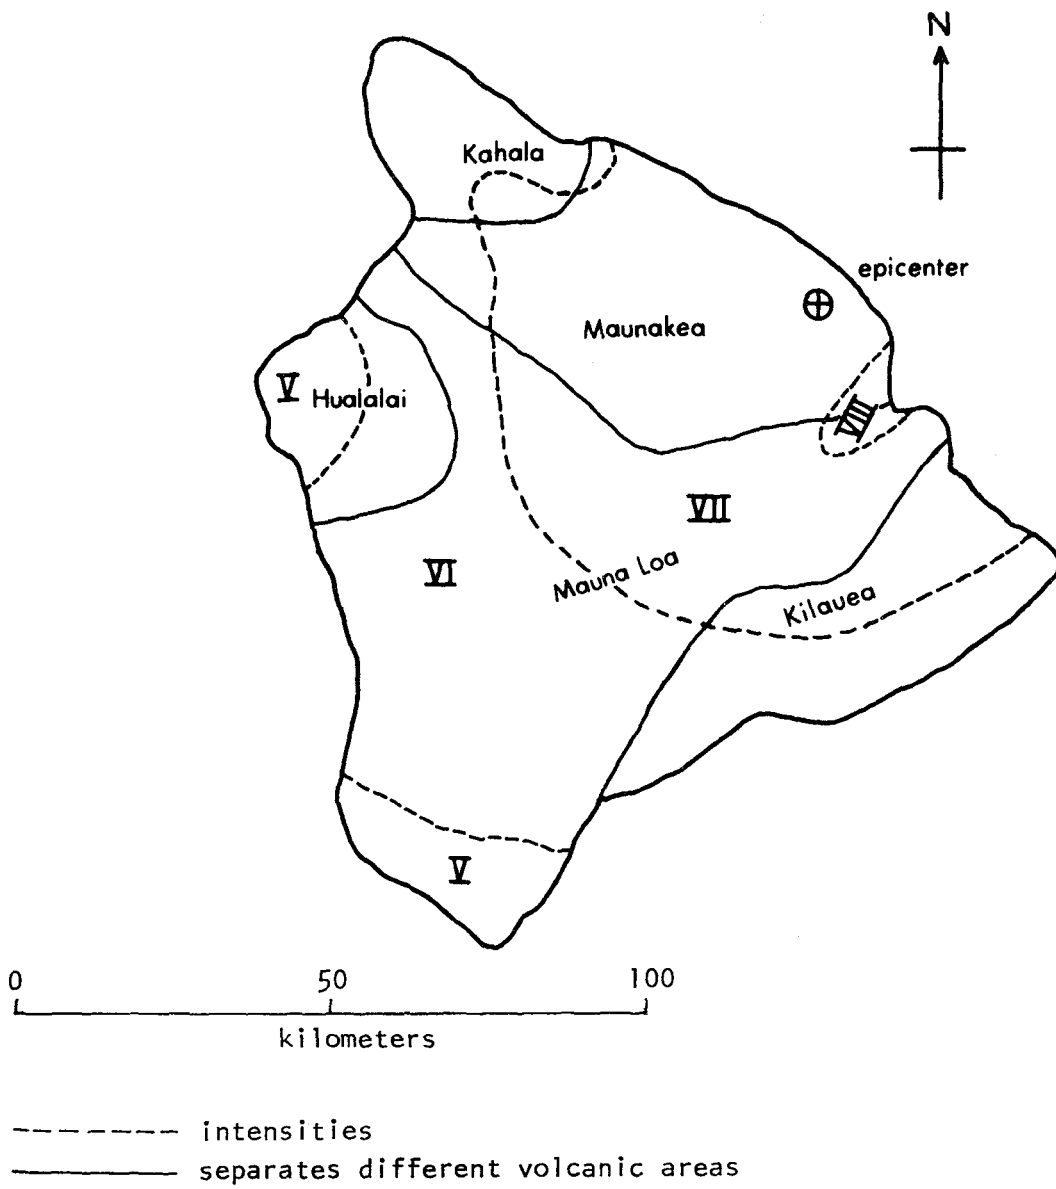 N
Kahala
epicenter
Maunakea
V
Hualalai
VIII
VII
VI
Mauna Loa
Kilauea
V
0 50 100
kilometers
intensities
separates different volcanic areas